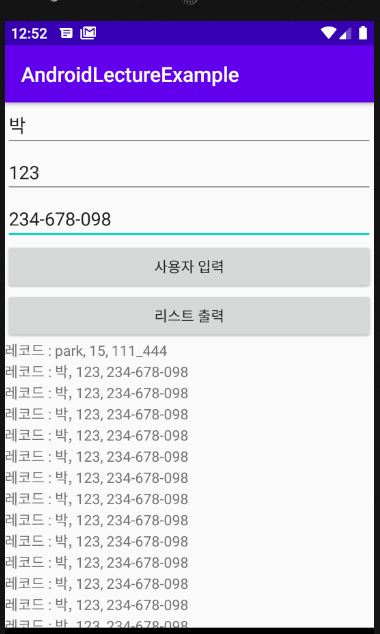 12:52
AndroidLectureExample
박
123
234-678-098
사용자 입력
리스트 출력
레코드 : park, 15, 111_444
레코드 : 박, 123, 234-678-098
레코드 : 박, 123, 234-678-098
레코드 : 박, 123, 234-678-098
레코드 : 박, 123, 234-678-098
레코드 : 박, 123, 234-678-098
레코드 : 박, 123, 234-678-098
레코드 : 박, 123, 234-678-098
레코드 : 박, 123, 234-678-098
레코드 : 박, 123, 234-678-098
레코드 : 박, 123, 234-678-098
레코드 : 박, 123, 234-678-098
레코드 : 박, 123, 234-678-098
레코드 : 박, 123, 234-678-098